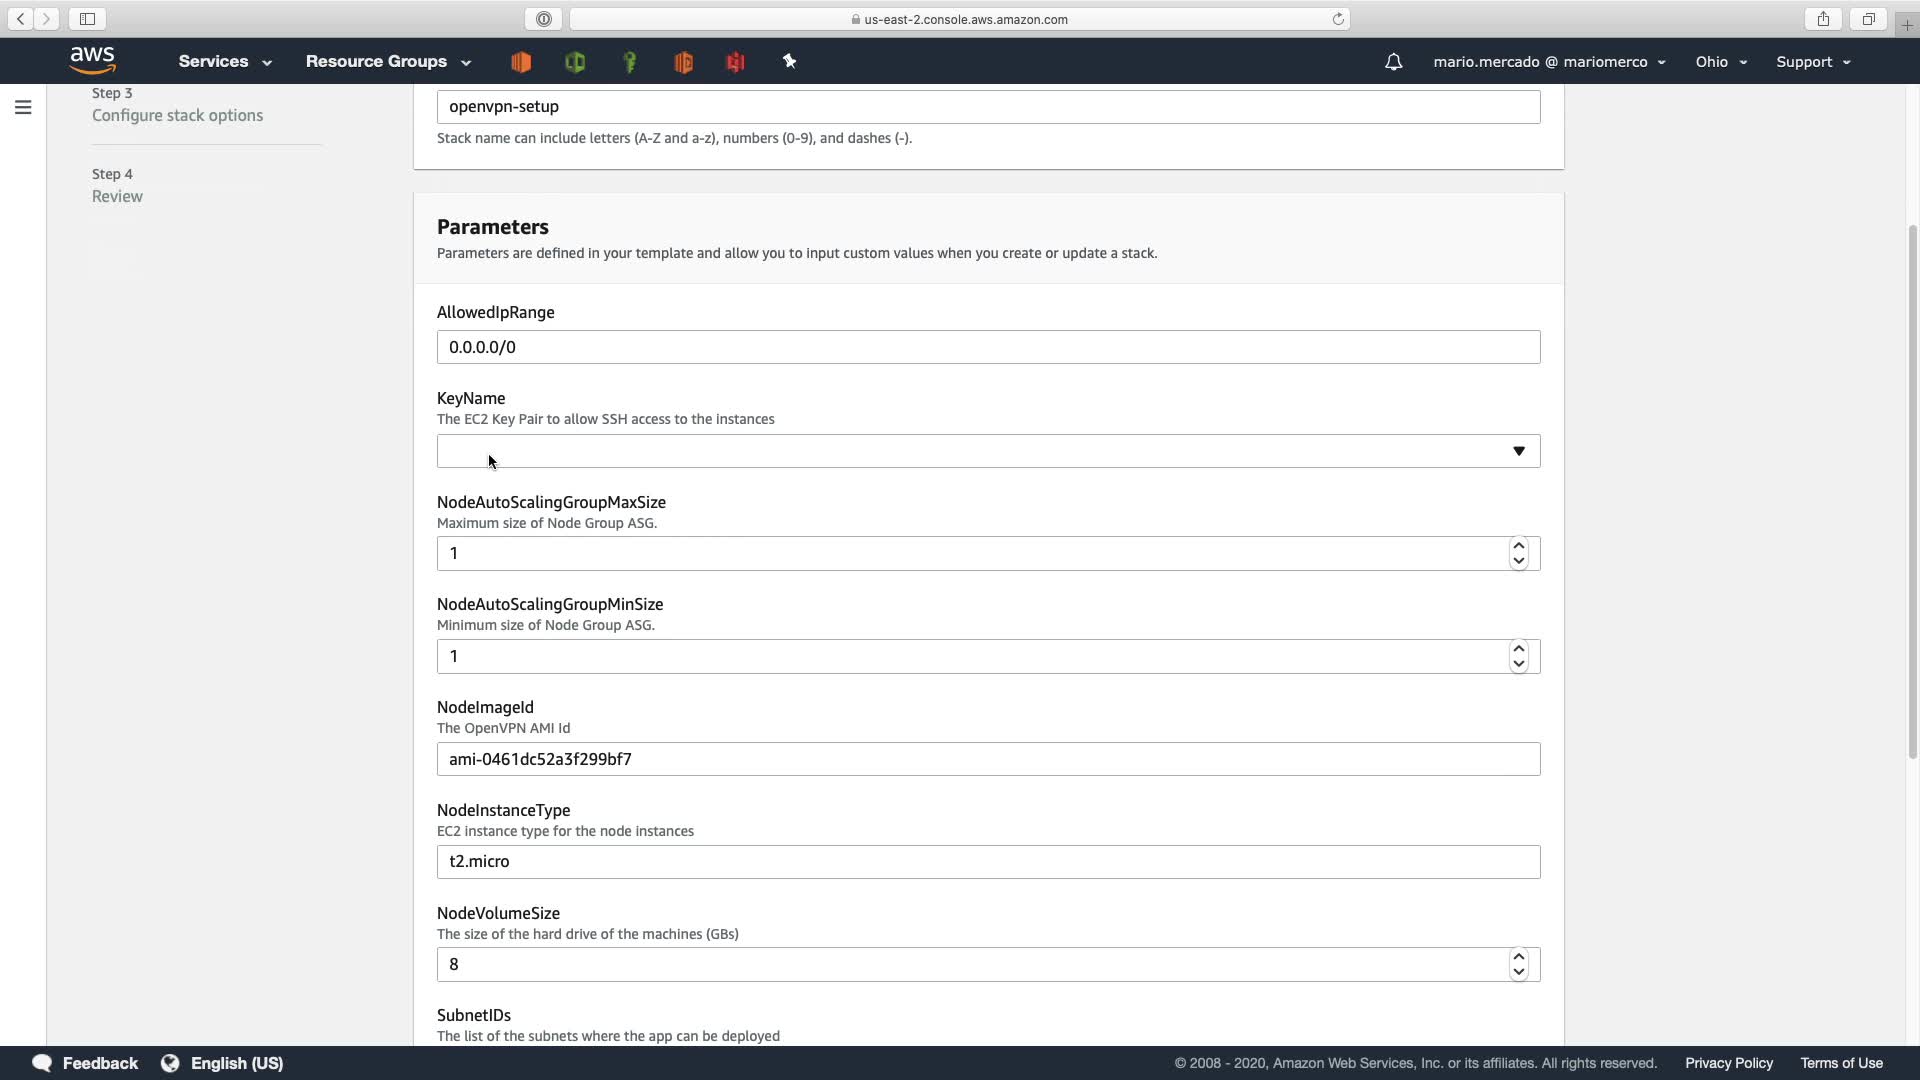 us-east-2.console.aws.amazon.com
aws
Services
Resource Groups
mario.mercado @ mariomerco
Ohio
Support
Step 3
Configure stack options
Step 4
Review
openvpn-setup
Stack name can include letters (A-Z and a-z), numbers (0-9), and dashes (-).
Parameters
Parameters are defined in your template and allow you to input custom values when you create or update a stack.
AllowedIpRange
0.0.0.0/0
KeyName
The EC2 Key Pair to allow SSH access to the instances
NodeAutoScalingGroupMaxSize
Maximum size of Node Group ASG.
1
NodeAutoScalingGroupMinSize
Minimum size of Node Group ASG.
1
NodeImageId
The OpenVPN AMI Id
ami-0461dc52a3f299bf7
NodeInstanceType
EC2 instance type for the node instances
t2.micro
NodeVolumeSize
The size of the hard drive of the machines (GBs)
8
SubnetIDs
The list of the subnets where the app can be deployed
Feedback
English (US)
© 2008 - 2020, Amazon Web Services, Inc. or its affiliates. All rights reserved.
Privacy Policy
Terms of Use